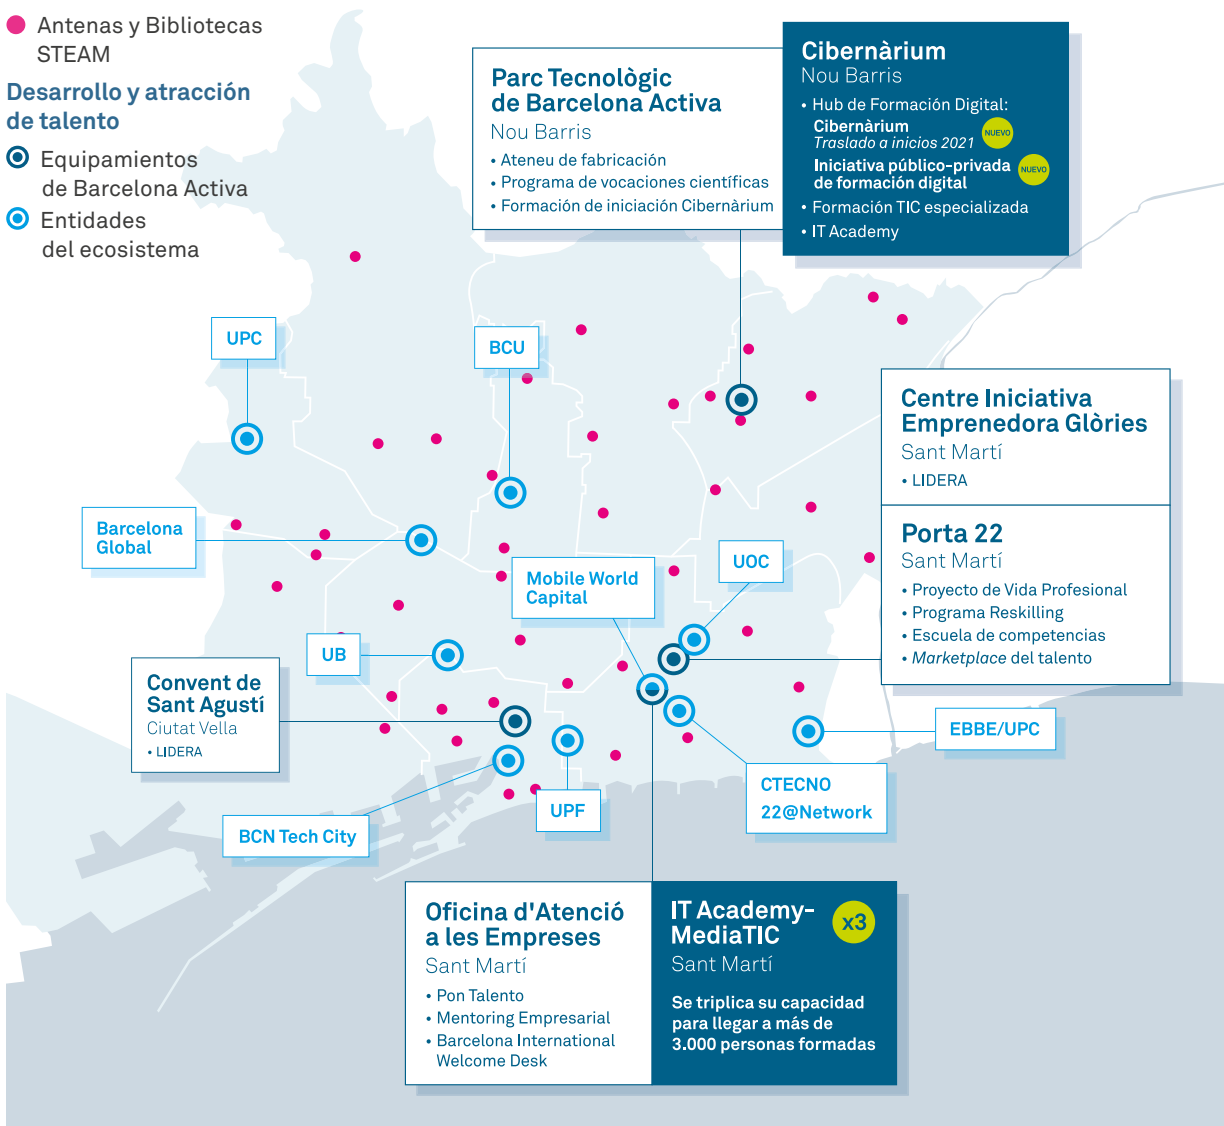 Antenas y Bibliotecas
STEAM
Desarrollo y atracción
de talento
Equipamientos
de Barcelona Activa
Entidades
del ecosistema
Parc Tecnològic
de Barcelona Activa
Nou Barris
• Ateneu de fabricación
• Programa de vocaciones científicas
• Formación de iniciación Cibernàrium
Cibernàrium
Nou Barris
• Hub de Formación Digital:
Cibernàrium
Traslado a inicios 2021
NUEVO
Iniciativa público-privada
de formación digital
NUEVO
• Formación TIC especializada
• IT Academy
UPC
BCU
Centre Iniciativa
Emprenedora Glòries
Sant Martí
• LIDERA
Porta 22
Sant Martí
• Proyecto de Vida Profesional
• Programa Reskilling
• Escuela de competencias
• Marketplace del talento
Barcelona
Global
Mobile World
Capital
UOC
UB
Convent de
Sant Agustí
Ciutat Vella
• LIDERA
EBBE/UPC
CTECNO
22@Network
UPF
BCN Tech City
Oficina d'Atenció
a les Empreses
Sant Martí
• Pon Talento
• Mentoring Empresarial
• Barcelona International
Welcome Desk
IT Academy-
MediaTIC
x3
Sant Martí
Se triplica su capacidad
para llegar a más de
3.000 personas formadas